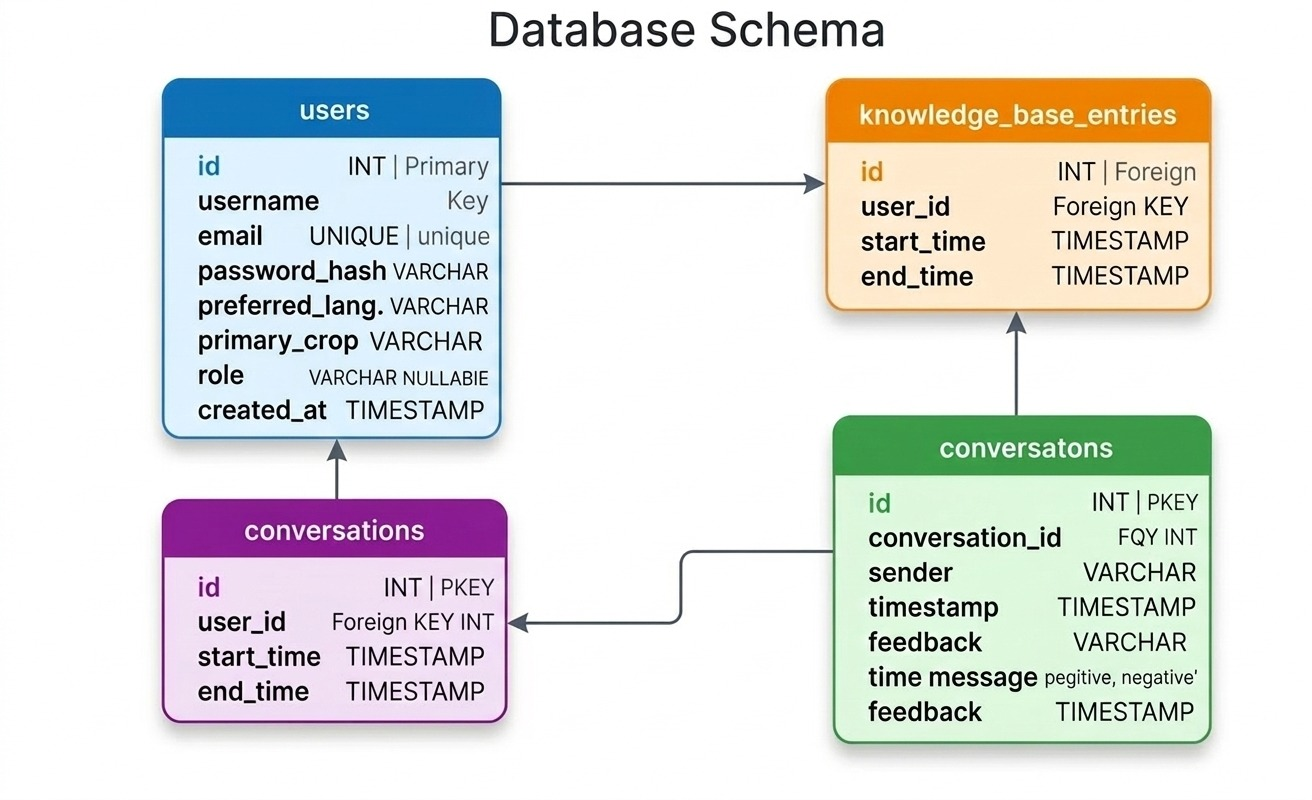 Database Schema
users
id INT | Primary
username Key
email UNIQUE | unique
password_hash VARCHAR
preferred_lang. VARCHAR
primary_crop VARCHAR
role VARCHAR NULLABIE
created_at TIMESTAMP
knowledge_base_entries
id INT | Foreign
user_id Foreign KEY
start_time TIMESTAMP
end_time TIMESTAMP
conversations
id INT | PKEY
user_id Foreign KEY INT
start_time TIMESTAMP
end_time TIMESTAMP
conversatons
id INT | PKEY
conversation_id FQY INT
sender VARCHAR
timestamp TIMESTAMP
feedback VARCHAR
time message pegitive, negative'
feedback TIMESTAMP